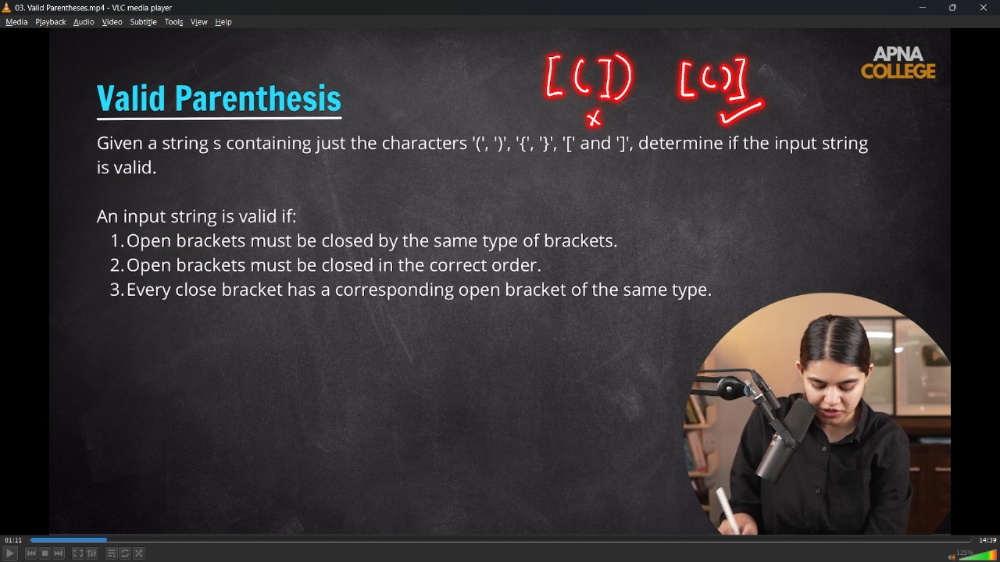 03. Valid Parentheses.mp4 - VLC media player
Media Playback Audio Video Subtitle Tools View Help
[(]) [()]
APNA
COLLEGE
Valid Parenthesis
Given a string s containing just the characters '(', ')', '{', '}', '[' and ']', determine if the input string
is valid.
An input string is valid if:
1. Open brackets must be closed by the same type of brackets.
2. Open brackets must be closed in the correct order.
3. Every close bracket has a corresponding open bracket of the same type.
01:11 14:39
125%